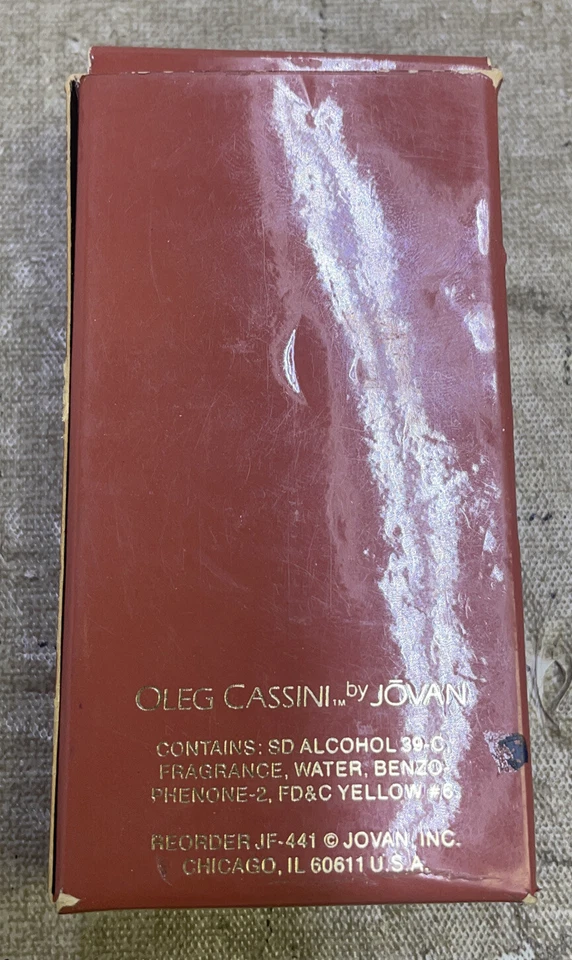 OLEG CASSINI™ by JŌVAN
CONTAINS: SD ALCOHOL 39-C,
FRAGRANCE, WATER, BENZO-
PHENONE-2, FD&C YELLOW #6.
REORDER JF-441 © JOVAN, INC.
CHICAGO, IL 60611 U.S.A.